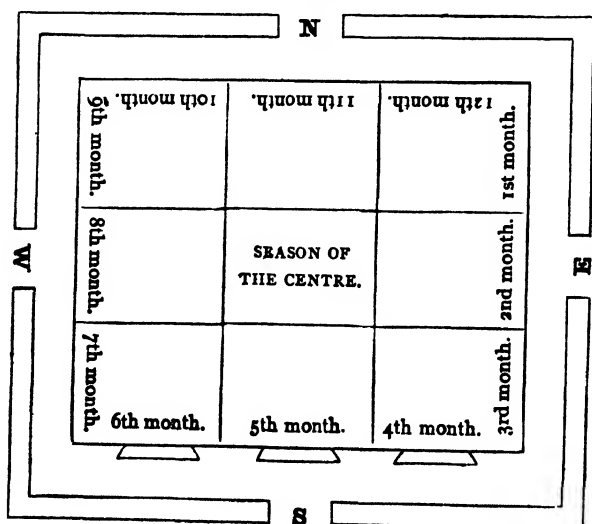 N
10th month. 11th month. 12th month.
9th month.
1st month.
W
8th month.
SEASON OF
THE CENTRE.
2nd month.
E
7th month.
3rd month.
6th month. 5th month. 4th month.
S